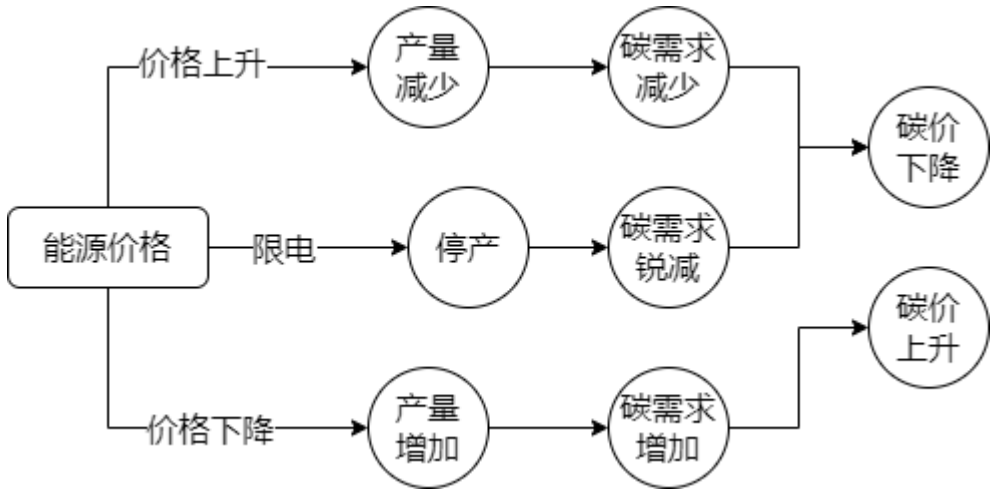 价格上升
产量
减少
碳需求
减少
碳价
下降
能源价格
限电
停产
碳需求
锐减
碳价
上升
价格下降
产量
增加
碳需求
增加